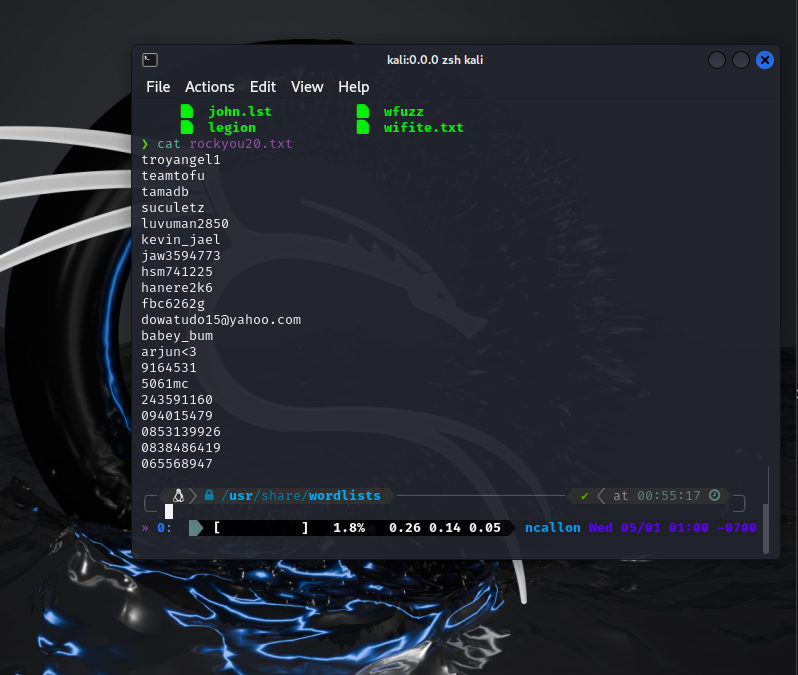 kali:0.0.0 zsh kali
File Actions Edit View Help
john.lst wfuzz
legion wifite.txt
❯ cat rockyou20.txt
troyangel1
teamtofu
tamadb
suculetz
luvuman2850
kevin_jael
jaw3594773
hsm741225
hanere2k6
fbc6262g
dowatudo15@yahoo.com
babey_bum
arjun<3
9164531
5061mc
243591160
094015479
0853139926
0838486419
065568947
/usr/share/wordlists ✔ at 00:55:17
» 0: [ ] 1.8% 0.26 0.14 0.05 ncallon Wed 05/01 01:00 -0700